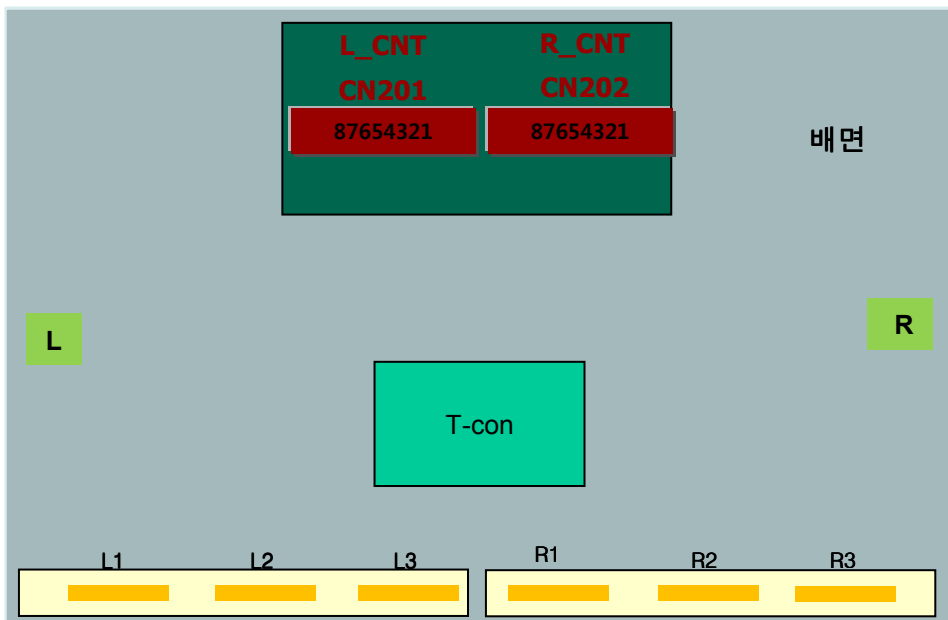 L_CNT R_CNT
CN201 CN202
87654321 87654321
배면
L R
T-con
L1 L2 L3 R1 R2 R3